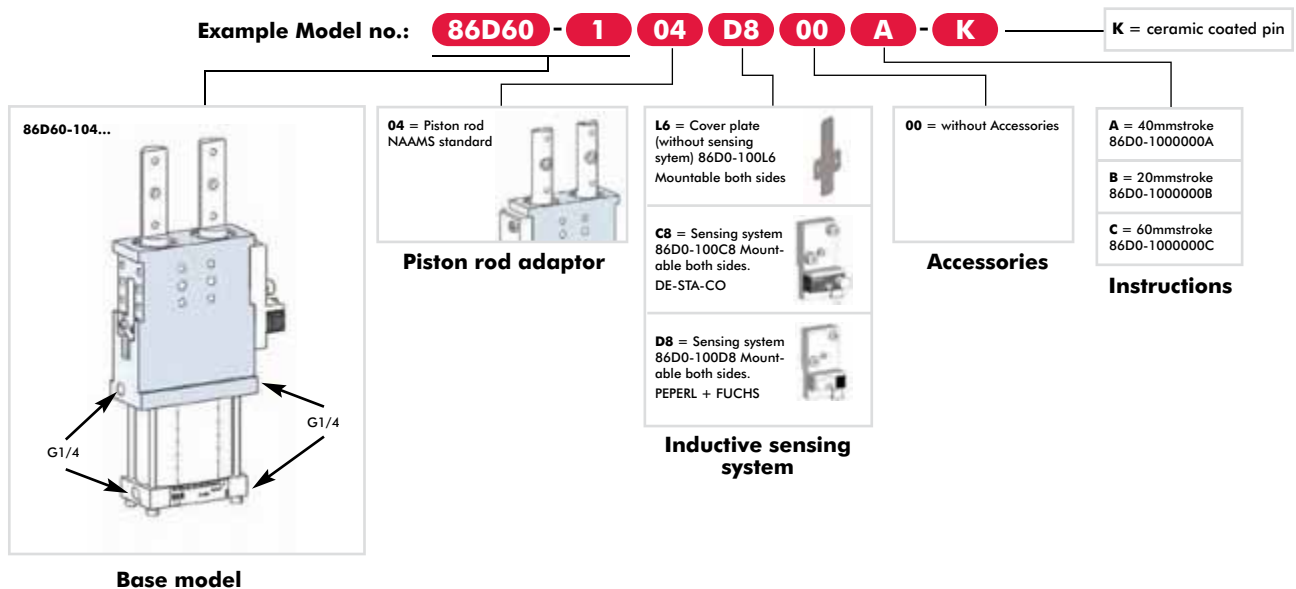 Example Model no.: 86D60 - 1 04 D8 00 A - K
K = ceramic coated pin
86D60-104...
G1/4
G1/4
Base model
04 = Piston rod
NAAMS standard
Piston rod adaptor
L6 = Cover plate
(without sensing
sytem) 86D0-100L6
Mountable both sides
C8 = Sensing system
86D0-100C8 Mount-
able both sides.
DE-STA-CO
D8 = Sensing system
86D0-100D8 Mount-
able both sides.
PEPERL + FUCHS
Inductive sensing
system
00 = without Accessories
Accessories
A = 40mmstroke
86D0-1000000A
B = 20mmstroke
86D0-1000000B
C = 60mmstroke
86D0-1000000C
Instructions